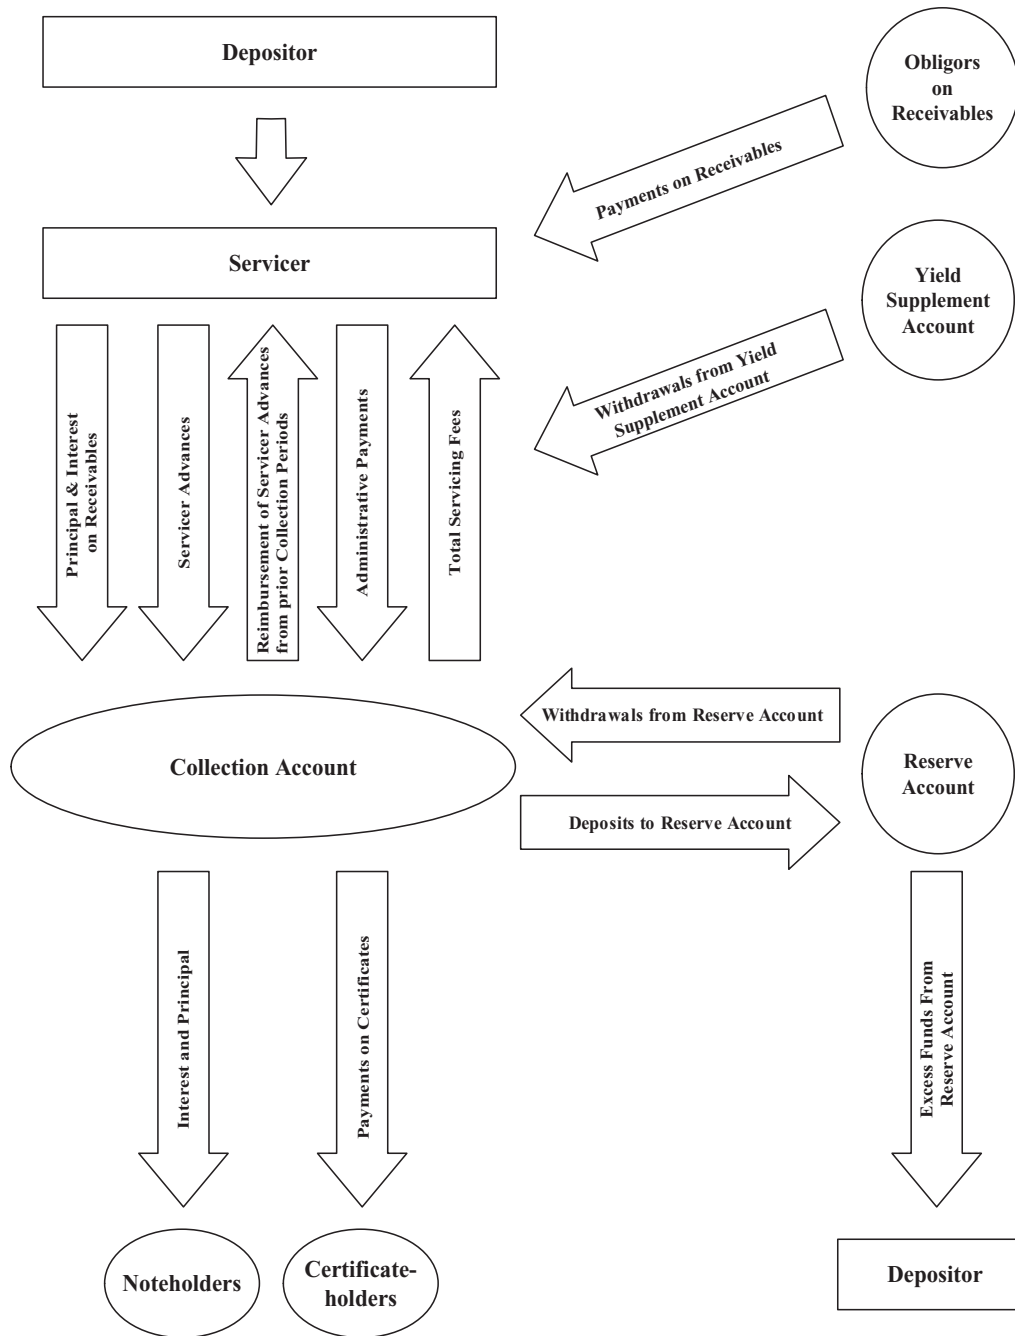 Depositor
Obligors
on
Receivables
Payments on Receivables
Servicer
Yield
Supplement
Account
Withdrawals from Yield
Supplement Account
Principal & Interest
on Receivables
Servicer Advances
Reimbursement of Servicer Advances
from prior Collection Periods
Administrative Payments
Total Servicing Fees
Withdrawals from Reserve Account
Collection Account
Reserve
Account
Deposits to Reserve Account
Interest and Principal
Payments on Certificates
Excess Funds From
Reserve Account
Noteholders
Certificate-
holders
Depositor